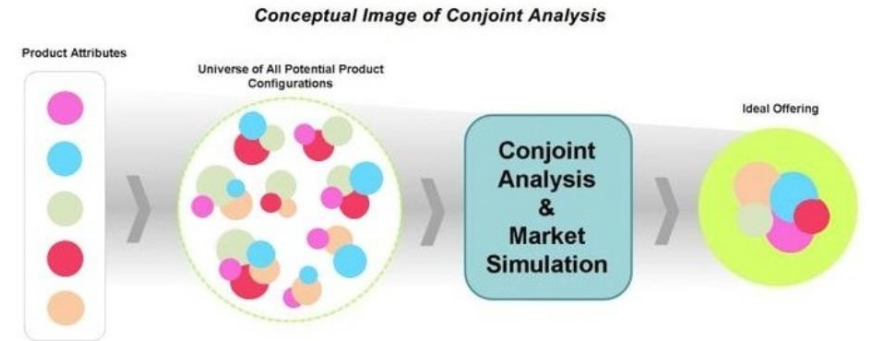 Conceptual Image of Conjoint Analysis
Product Attributes
Universe of All Potential Product
Configurations
Conjoint
Analysis
&
Market
Simulation
Ideal Offering